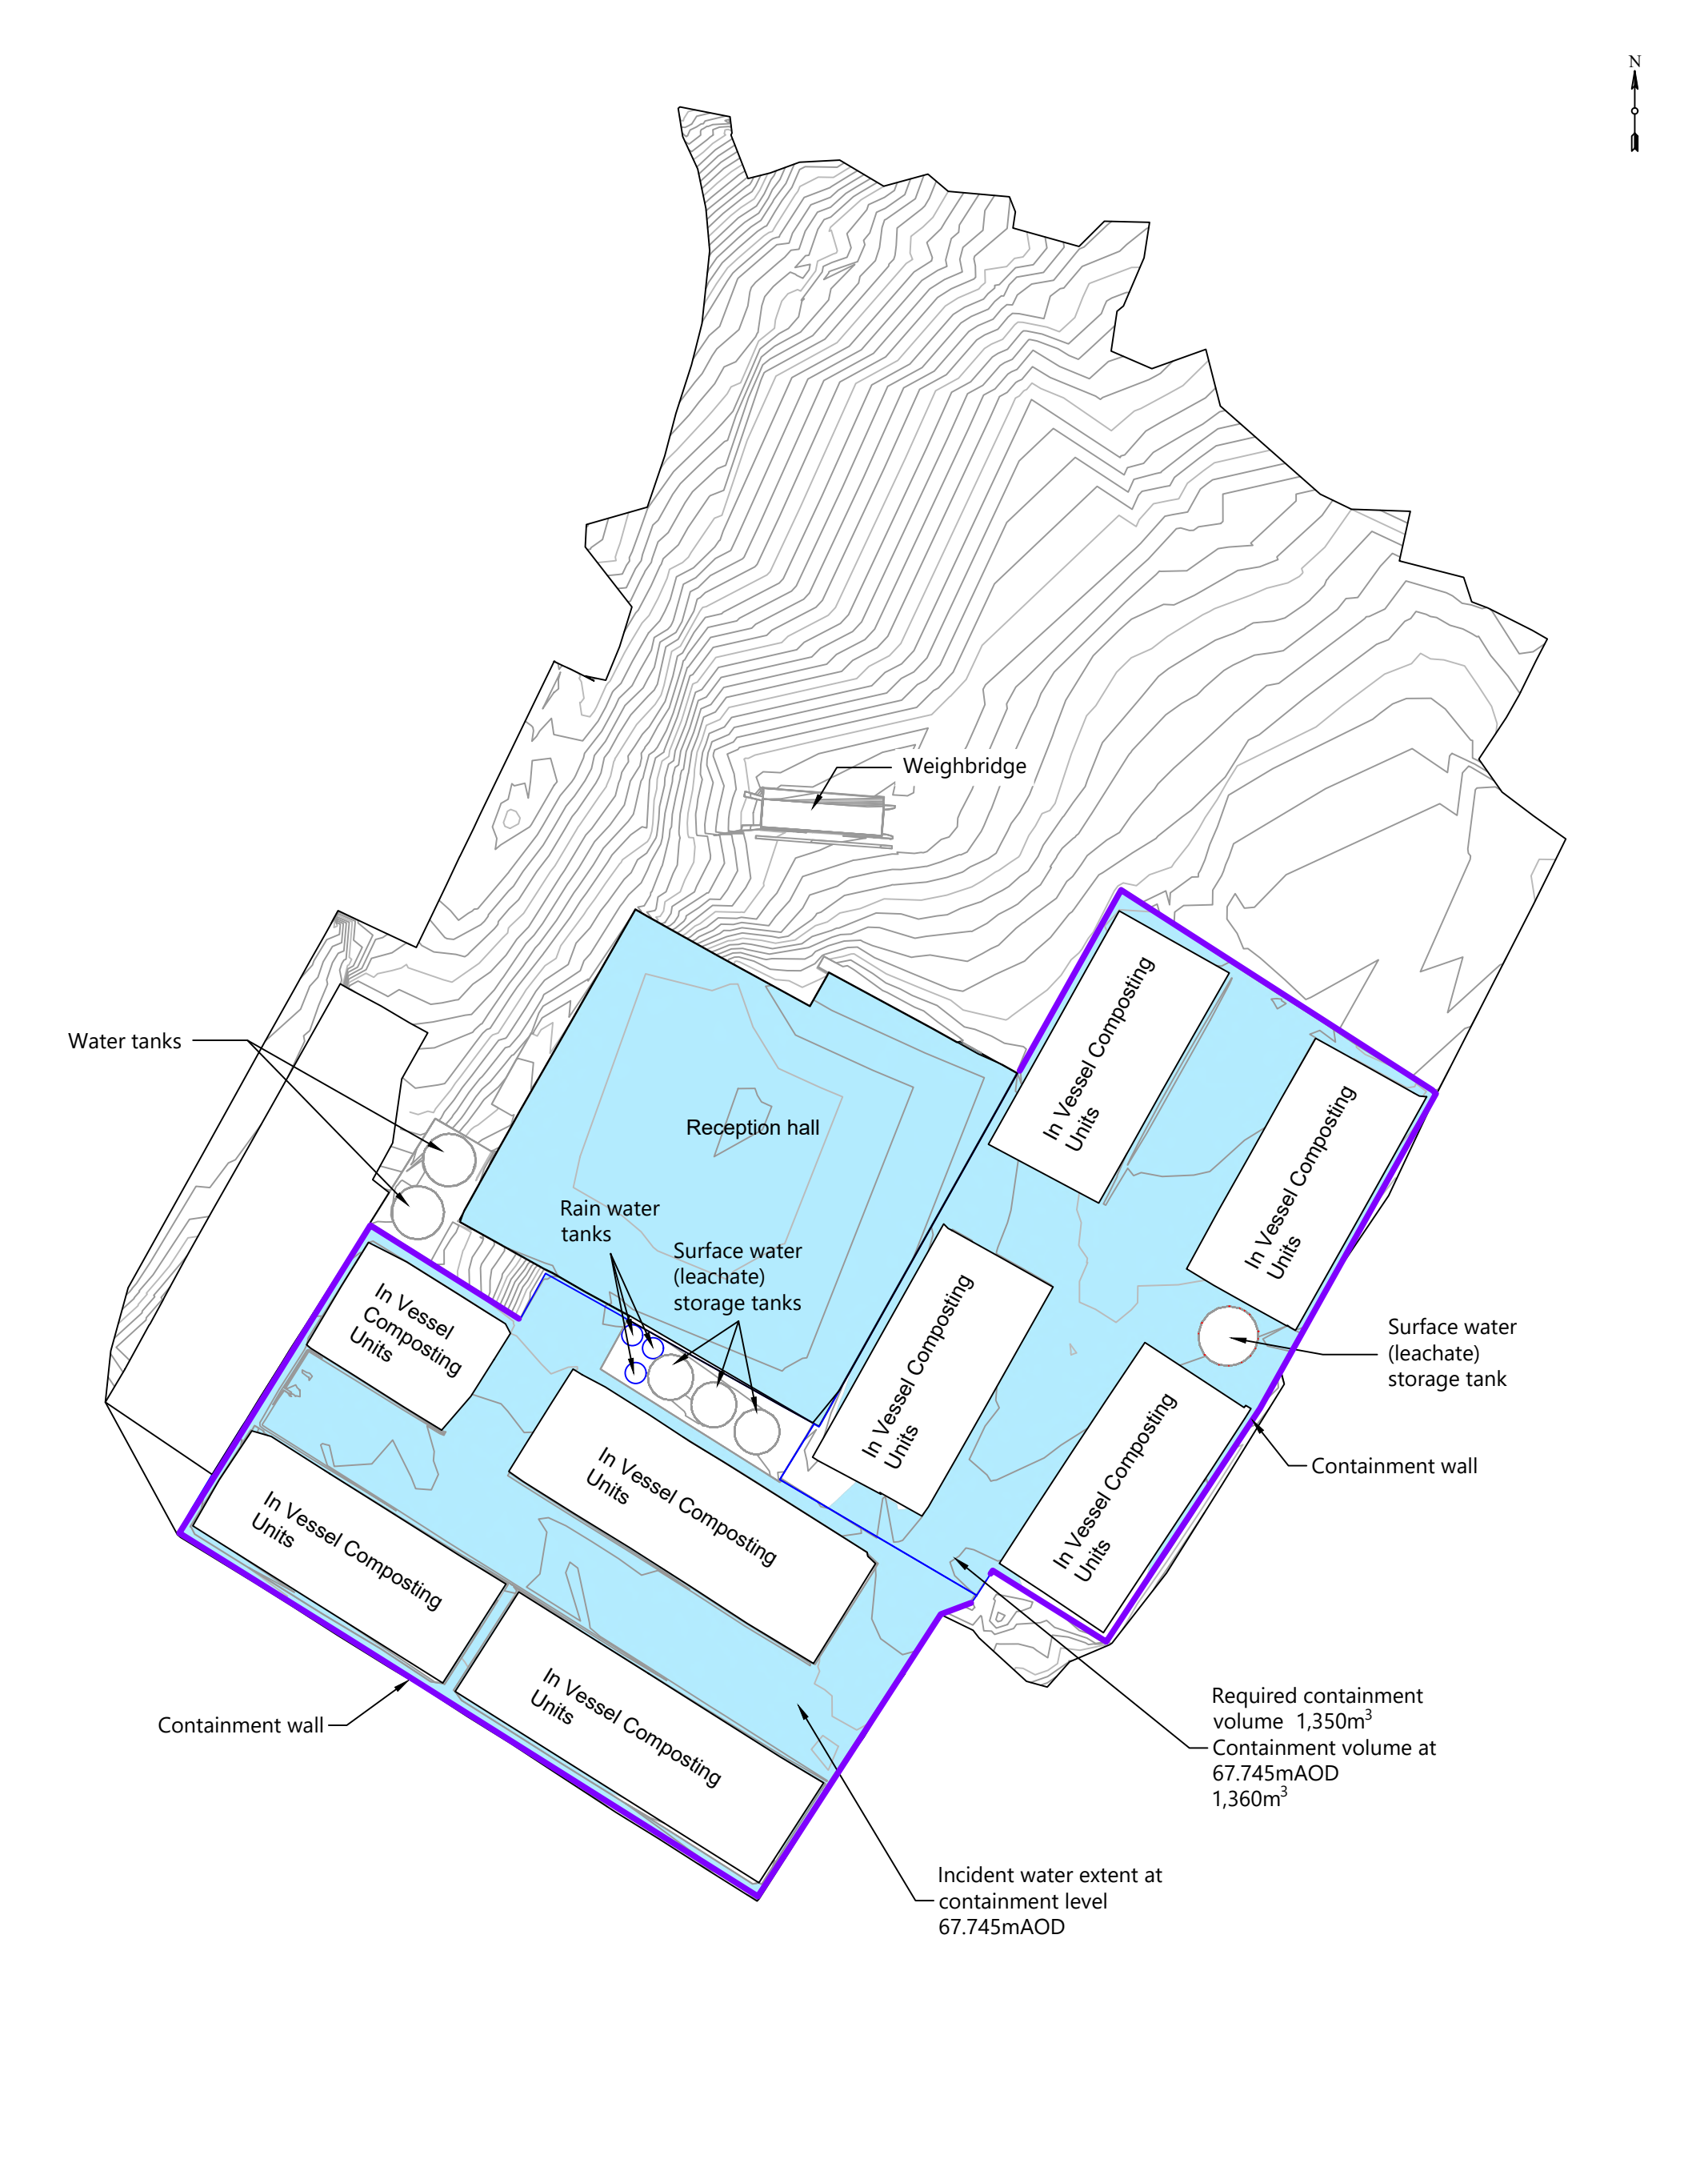 N
Weighbridge
In Vessel Composting
Units
Water tanks
In Vessel Composting
Units
Reception hall
Rain water
tanks
Surface water
(leachate)
storage tanks
In Vessel
Composting
Units
In Vessel Composting
Units
Surface water
(leachate)
storage tank
In Vessel Composting
Units
Containment wall
In Vessel Composting
Units
In Vessel Composting
Units
In Vessel Composting
Units
Containment wall
Required containment
volume 1,350m³
Containment volume at
67.745mAOD
1,360m³
Incident water extent at
containment level
67.745mAOD